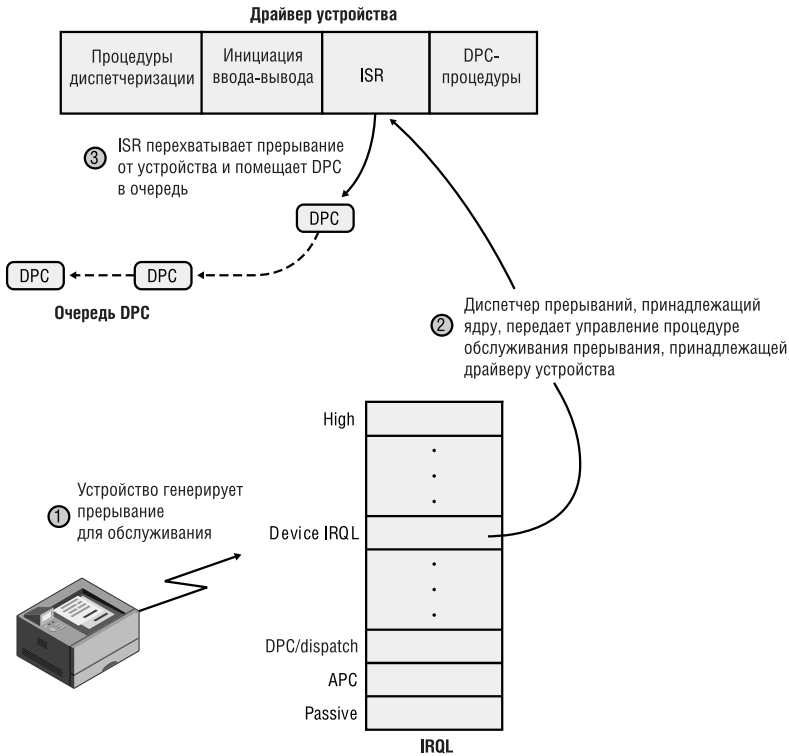 Драйвер устройства
Процедуры
диспетчеризации
Инициация
ввода-вывода
ISR
DPC-
процедуры
3
ISR перехватывает прерывание
от устройства и помещает DPC
в очередь
DPC
DPC
DPC
Очередь DPC
2
Диспетчер прерываний, принадлежащий
ядру, передает управление процедуре
обслуживания прерывания, принадлежащей
драйверу устройства
High
1
Устройство генерирует
прерывание
для обслуживания
Device IRQL
DPC/dispatch
APC
Passive
IRQL